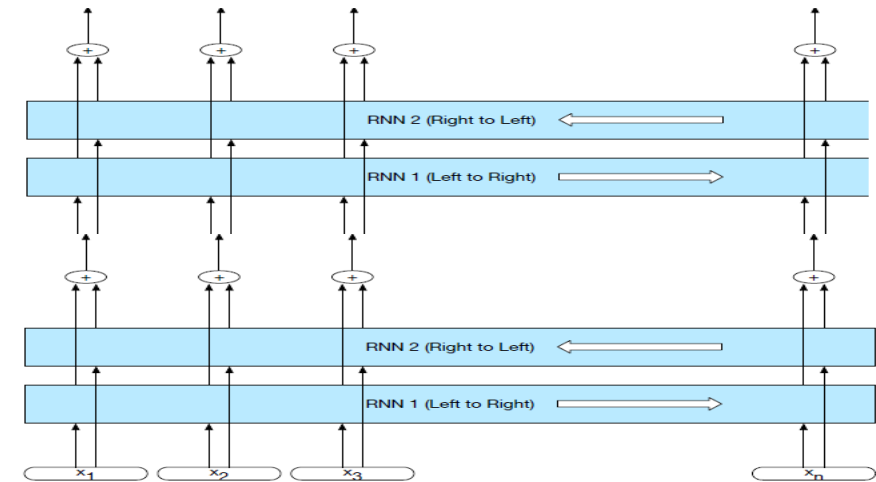 + + + +
RNN 2 (Right to Left)
RNN 1 (Left to Right)
+ + + +
RNN 2 (Right to Left)
RNN 1 (Left to Right)
x1 x2 x3 xn